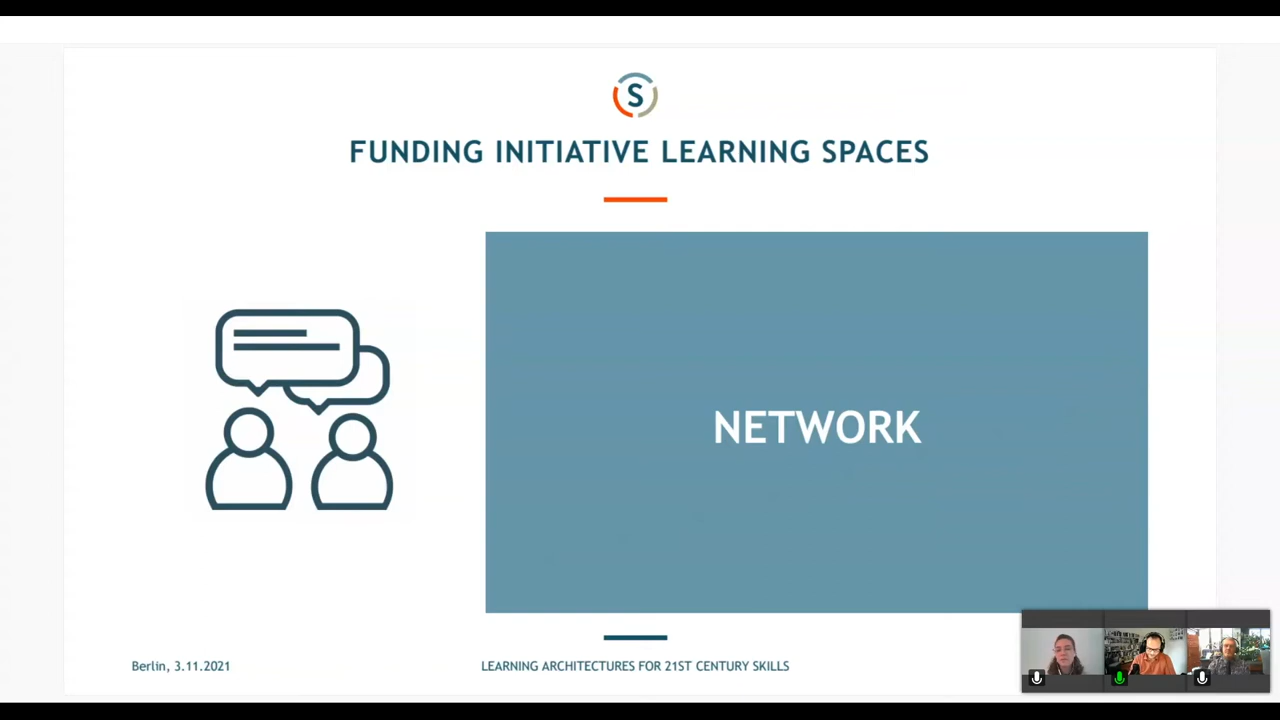 S
FUNDING INITIATIVE LEARNING SPACES
NETWORK
Berlin, 3.11.2021
LEARNING ARCHITECTURES FOR 21ST CENTURY SKILLS